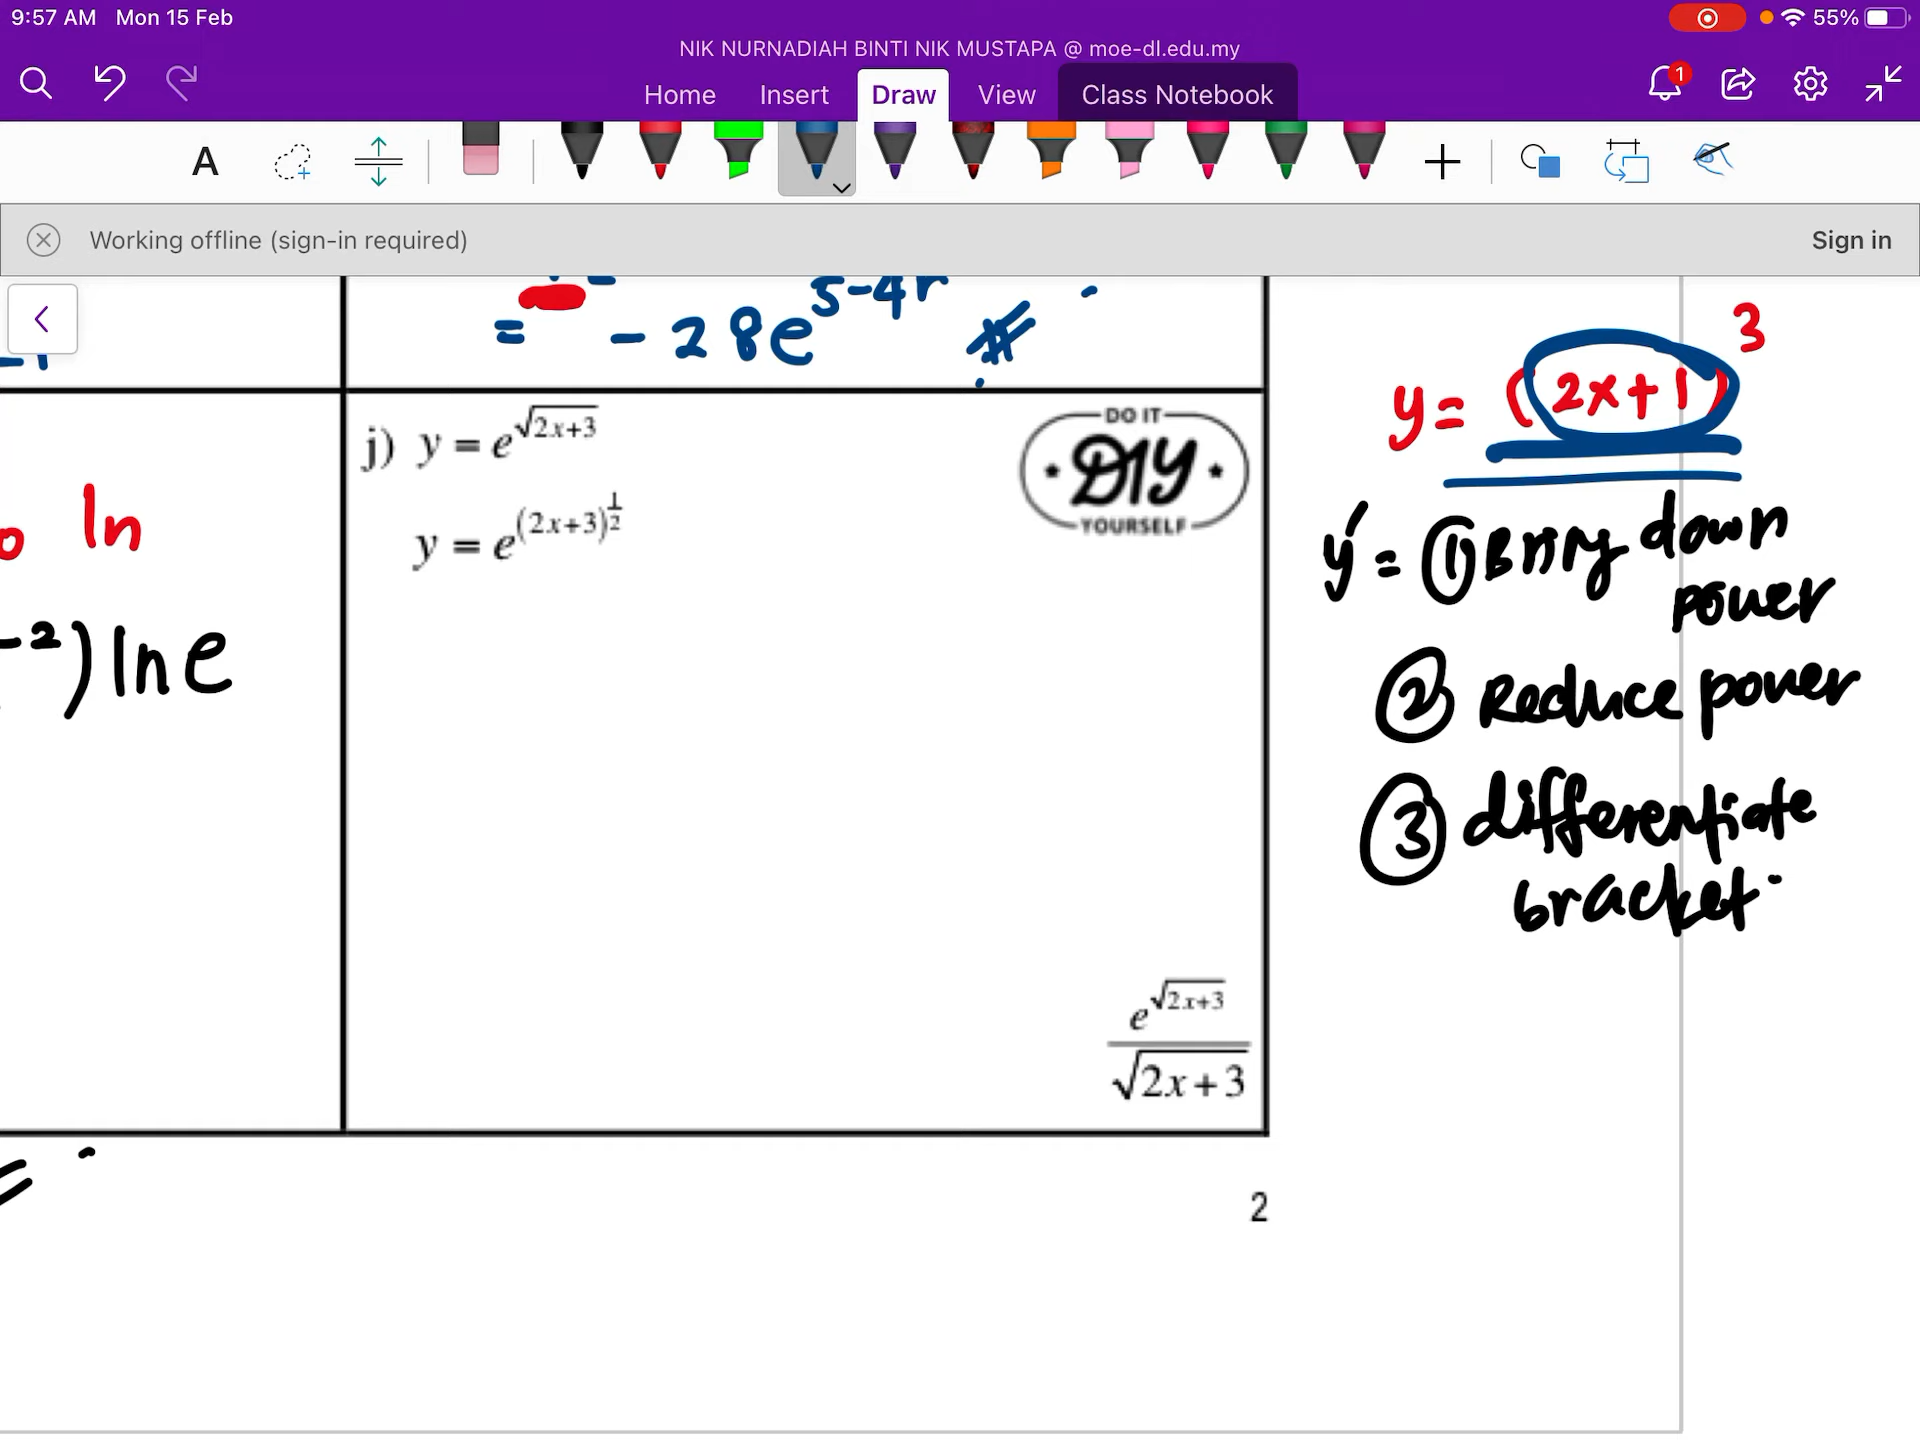 9:57 AM Mon 15 Feb
55%
NIK NURNADIAH BINTI NIK MUSTAPA @ moe-dl.edu.my
Home Insert Draw View Class Notebook
1
A
Working offline (sign-in required) Sign in
= - 28e^{5-4r} #
ln
-²) ln e
j) y = e^{√(2x+3)}
y = e^{(2x+3)^{1/2}}
DO IT
DIY
YOURSELF
e^{√(2x+3)}
√(2x+3)
2
y = (2x+1)³
y' = ① Bring down
power
② Reduce power
③ differentiate
bracket.
=